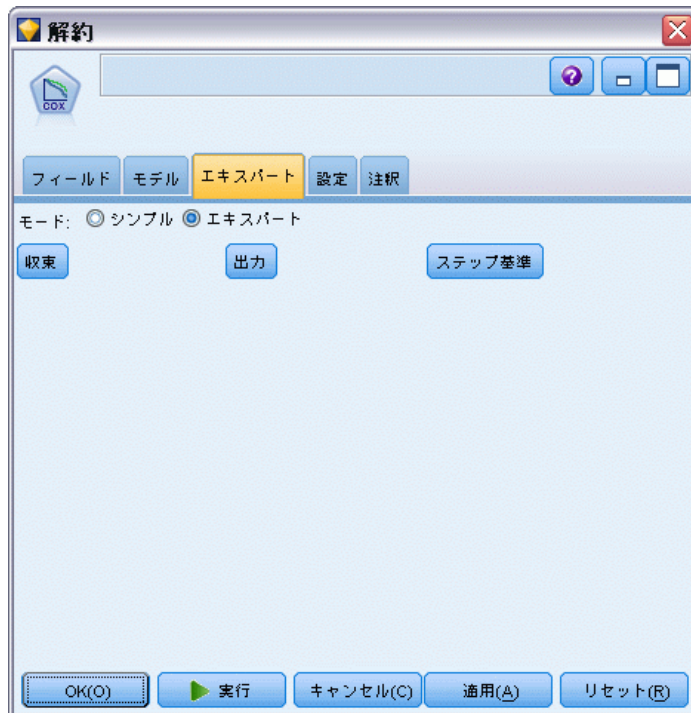 解約
COX
フィールド モデル エキスパート 設定 注釈
モード: シンプル エキスパート
収束 出力 ステップ基準
OK(O) 実行 キャンセル(C) 適用(A) リセット(R)